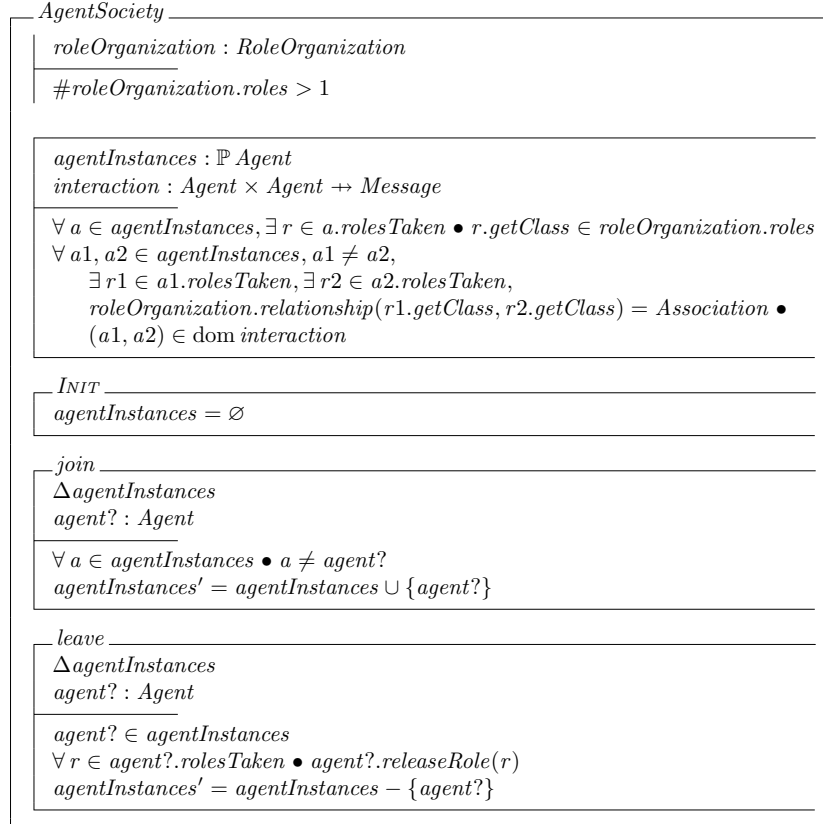 AgentSociety
roleOrganization : RoleOrganization
#roleOrganization.roles > 1
agentInstances : ℙ Agent
interaction : Agent × Agent ⇸ Message
∀ a ∈ agentInstances, ∃ r ∈ a.rolesTaken • r.getClass ∈ roleOrganization.roles
∀ a1, a2 ∈ agentInstances, a1 ≠ a2,
∃ r1 ∈ a1.rolesTaken, ∃ r2 ∈ a2.rolesTaken,
roleOrganization.relationship(r1.getClass, r2.getClass) = Association •
(a1, a2) ∈ dom interaction
INIT
agentInstances = ∅
join
ΔagentInstances
agent? : Agent
∀ a ∈ agentInstances • a ≠ agent?
agentInstances′ = agentInstances ∪ {agent?}
leave
ΔagentInstances
agent? : Agent
agent? ∈ agentInstances
∀ r ∈ agent?.rolesTaken • agent?.releaseRole(r)
agentInstances′ = agentInstances − {agent?}